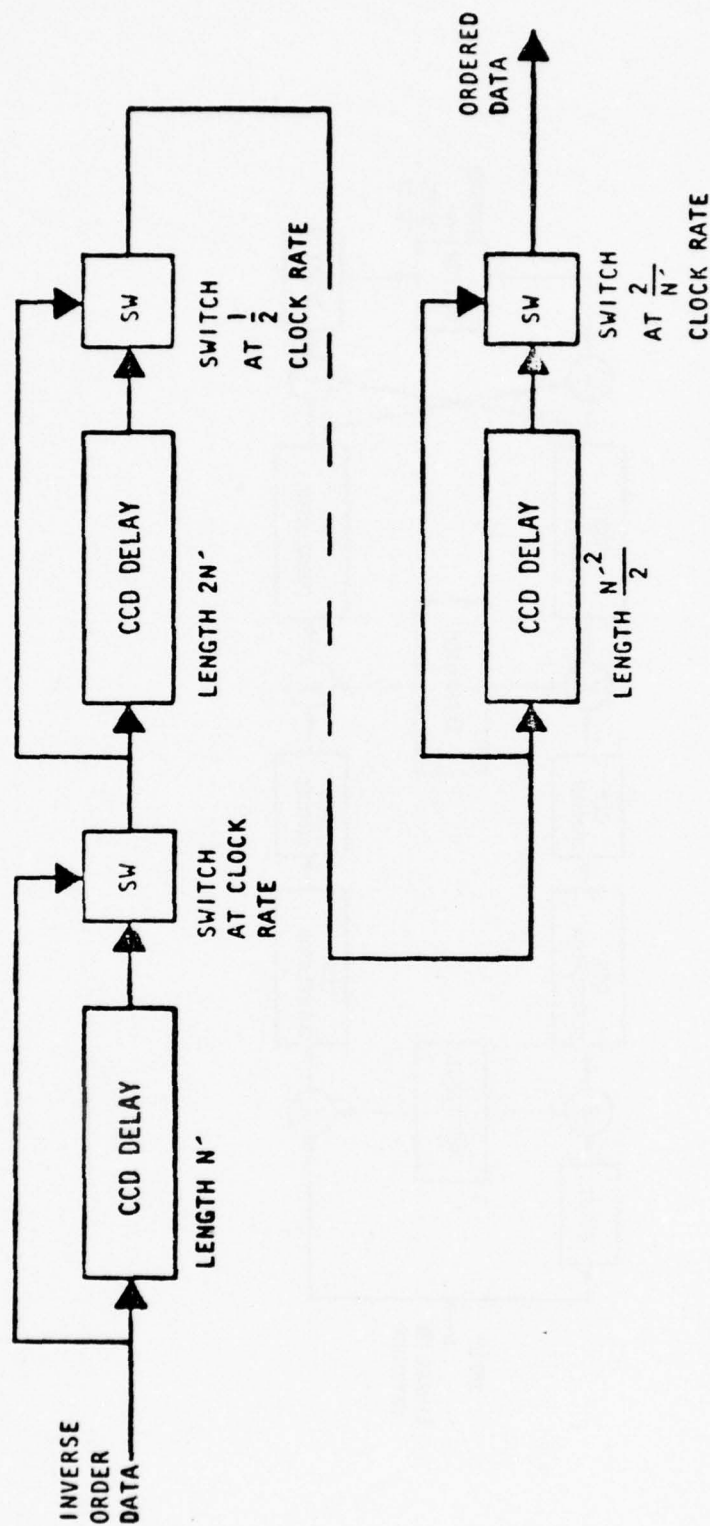 INVERSE
ORDER
DATA
CCD DELAY
LENGTH N′
SW
SWITCH
AT CLOCK
RATE
CCD DELAY
LENGTH 2N′
SW
SWITCH
AT 1/2
CLOCK RATE
CCD DELAY
LENGTH N′2/2
SW
SWITCH
AT 2/N′
CLOCK RATE
ORDERED
DATA